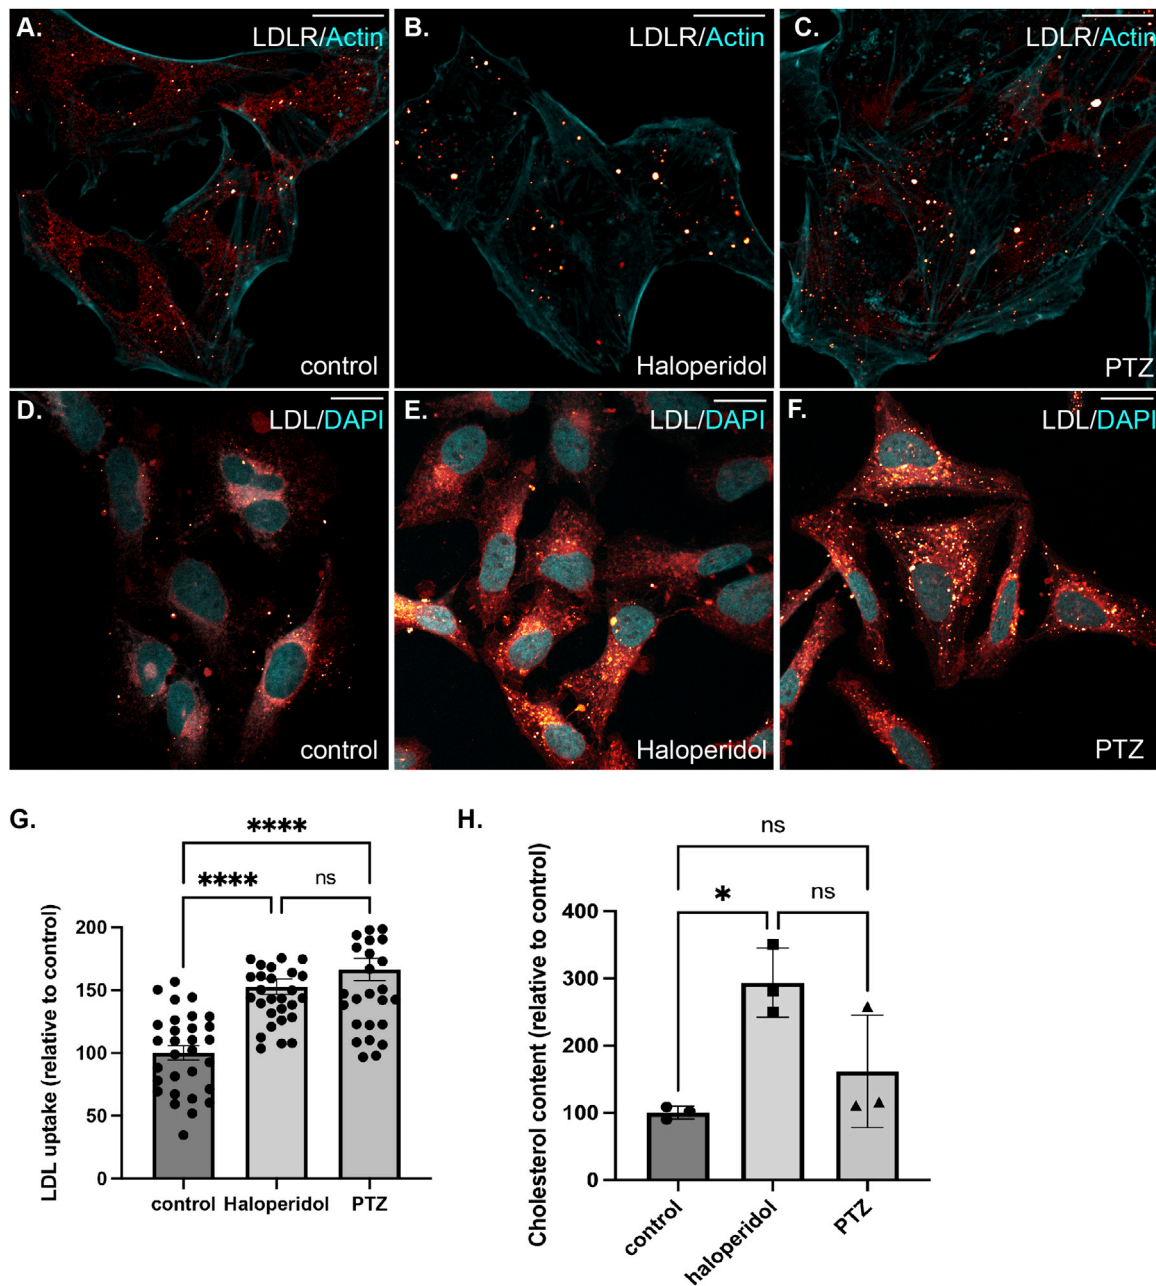 A.
LDLR/Actin
control
B.
LDLR/Actin
Haloperidol
C.
LDLR/Actin
PTZ
D.
LDL/DAPI
control
E.
LDL/DAPI
Haloperidol
F.
LDL/DAPI
PTZ
G.
****
****
ns
LDL uptake (relative to control)
200
150
100
50
0
control
Haloperidol
PTZ
H.
ns
*
ns
Cholesterol content (relative to control)
400
300
200
100
0
control
haloperidol
PTZ